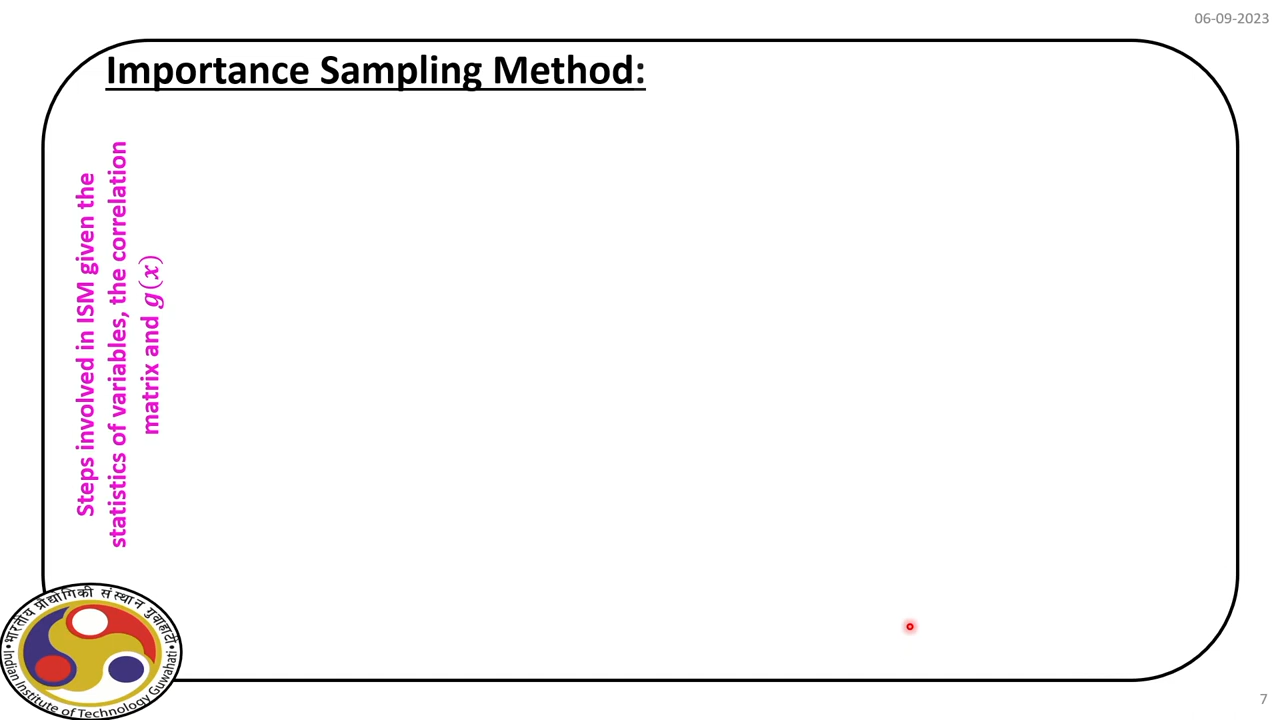 06-09-2023
Importance Sampling Method:
Steps involved in ISM given the
statistics of variables, the correlation
matrix and g(x)
भारतीय प्रौद्योगिकी संस्थान गुवाहाटी
Indian Institute of Technology Guwahati
7